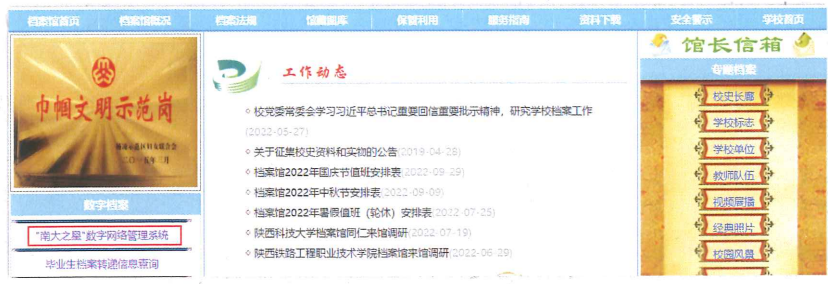 档案馆首页 档案馆概况 档案法规 馆藏画库 保管利用 服务指南 资料下载 安全警示 学校首页
巾帼文明示范岗
二〇一五年三月
数字档案
"南大之星"数字网络管理系统
毕业生档案转递信息查询
工作动态
校党委常委会学习习近平总书记重要回信重要批示精神，研究学校档案工作
(2022-05-27)
关于征集校史资料和实物的公告(2019-04-28)
档案馆2022年国庆节值班安排表(2022-09-29)
档案馆2022年中秋节安排表(2022-09-09)
档案馆2022年暑假值班（轮休）安排表(2022-07-25)
陕西科技大学档案馆同仁来馆调研(2022-07-19)
陕西铁路工程职业技术学院档案馆来馆调研(2022-06-29)
馆长信箱
专题档案
校史长廊
学校标志
学校单位
教师队伍
视频展播
经典照片
校园风景